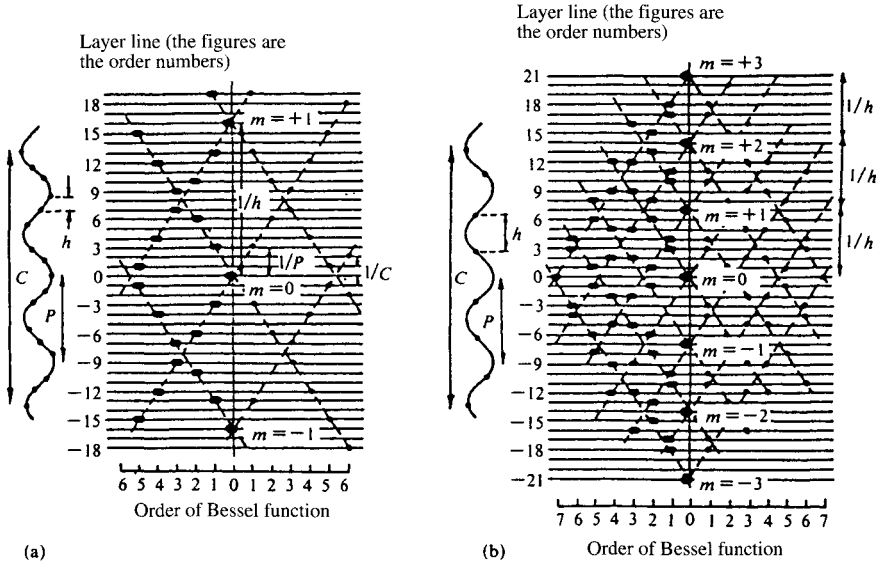 Layer line (the figures are
the order numbers)
18
15
12
9
6
3
0
−3
−6
−9
−12
−15
−18
m = +1
1/h
1/P
1/C
m = 0
m = −1
h
C
P
6 5 4 3 2 1 0 1 2 3 4 5 6
Order of Bessel function
(a)
Layer line (the figures are
the order numbers)
21
18
15
12
9
6
3
0
−3
−6
−9
−12
−15
−18
−21
m = +3
m = +2
m = +1
m = 0
m = −1
m = −2
m = −3
1/h
1/h
1/h
h
C
P
7 6 5 4 3 2 1 0 1 2 3 4 5 6 7
Order of Bessel function
(b)